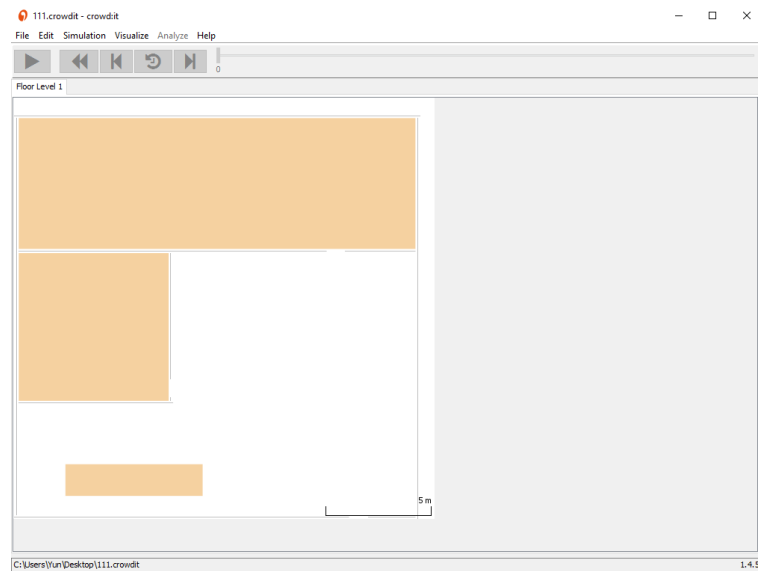 111.crowdit - crowd:it
File Edit Simulation Visualize Analyze Help
0
Floor Level 1
5 m
C:\Users\Yun\Desktop\111.crowdit 1.4.5